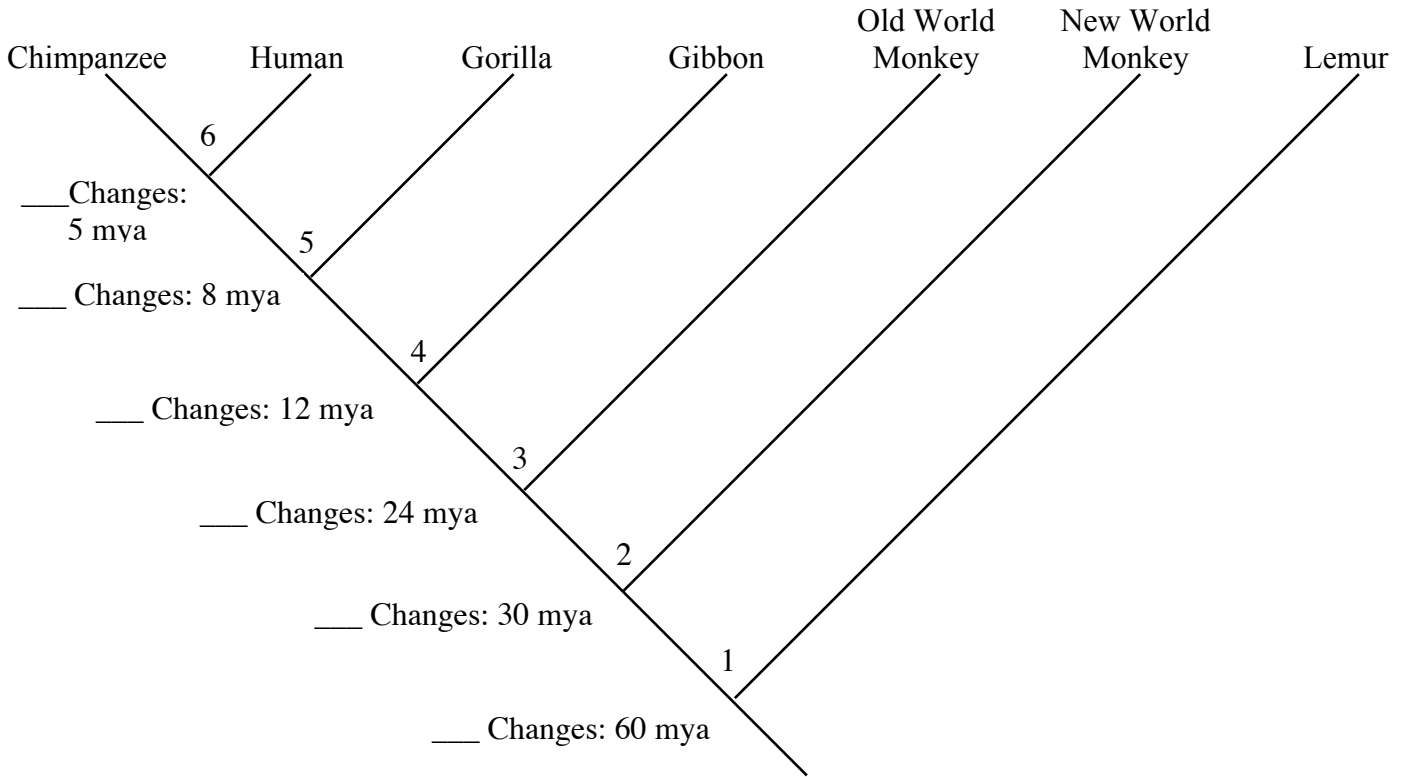 Chimpanzee
Human
Gorilla
Gibbon
Old World
Monkey
New World
Monkey
Lemur
6
___Changes:
5 mya
5
___ Changes: 8 mya
4
___ Changes: 12 mya
3
___ Changes: 24 mya
2
___ Changes: 30 mya
1
___ Changes: 60 mya